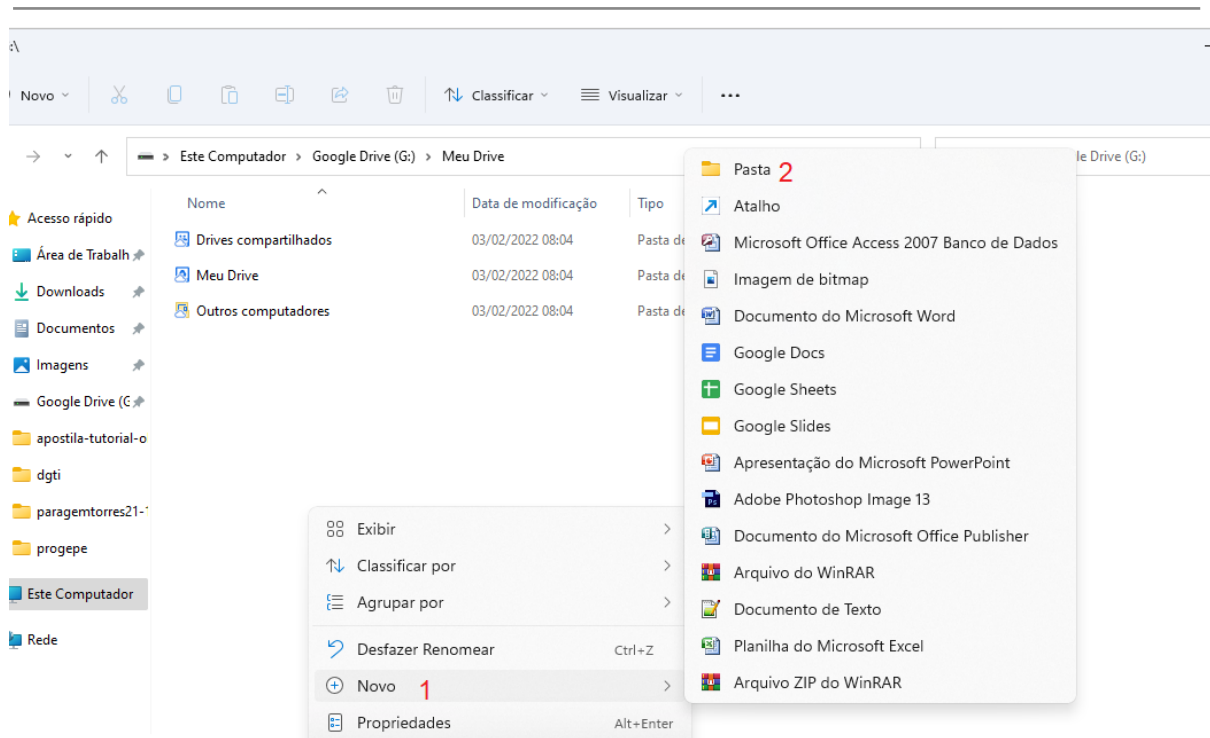 :\
Novo
Classificar
Visualizar
...
Este Computador > Google Drive (G:) > Meu Drive
le Drive (G:)
Nome
Data de modificação
Tipo
Drives compartilhados 03/02/2022 08:04 Pasta de
Meu Drive 03/02/2022 08:04 Pasta de
Outros computadores 03/02/2022 08:04 Pasta de
Acesso rápido
Área de Trabalh
Downloads
Documentos
Imagens
Google Drive (G
apostila-tutorial-o
dgti
paragemtorres21-1
progepe
Este Computador
Rede
Exibir
Classificar por
Agrupar por
Desfazer Renomear Ctrl+Z
Novo 1
Propriedades Alt+Enter
Pasta 2
Atalho
Microsoft Office Access 2007 Banco de Dados
Imagem de bitmap
Documento do Microsoft Word
Google Docs
Google Sheets
Google Slides
Apresentação do Microsoft PowerPoint
Adobe Photoshop Image 13
Documento do Microsoft Office Publisher
Arquivo do WinRAR
Documento de Texto
Planilha do Microsoft Excel
Arquivo ZIP do WinRAR